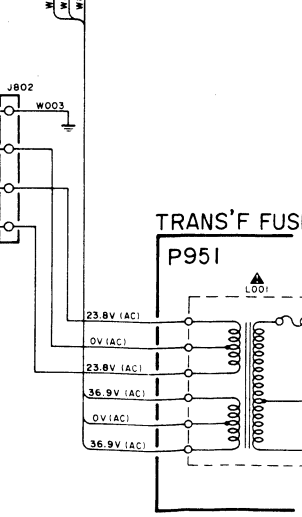 J802
W003
TRANS'F FUS
P951
L001
23.8V (AC)
0V (AC)
23.8V (AC)
36.9V (AC)
0V (AC)
36.9V (AC)